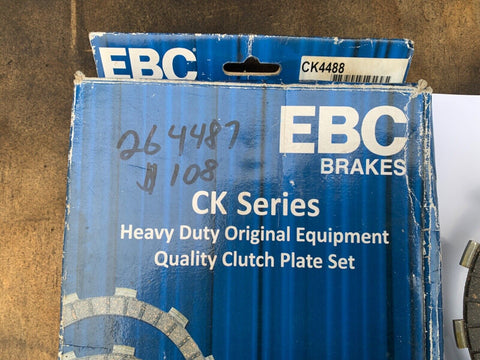 EBC
CK4488
EBC
BRAKES
264487
$108
CK Series
Heavy Duty Original Equipment
Quality Clutch Plate Set